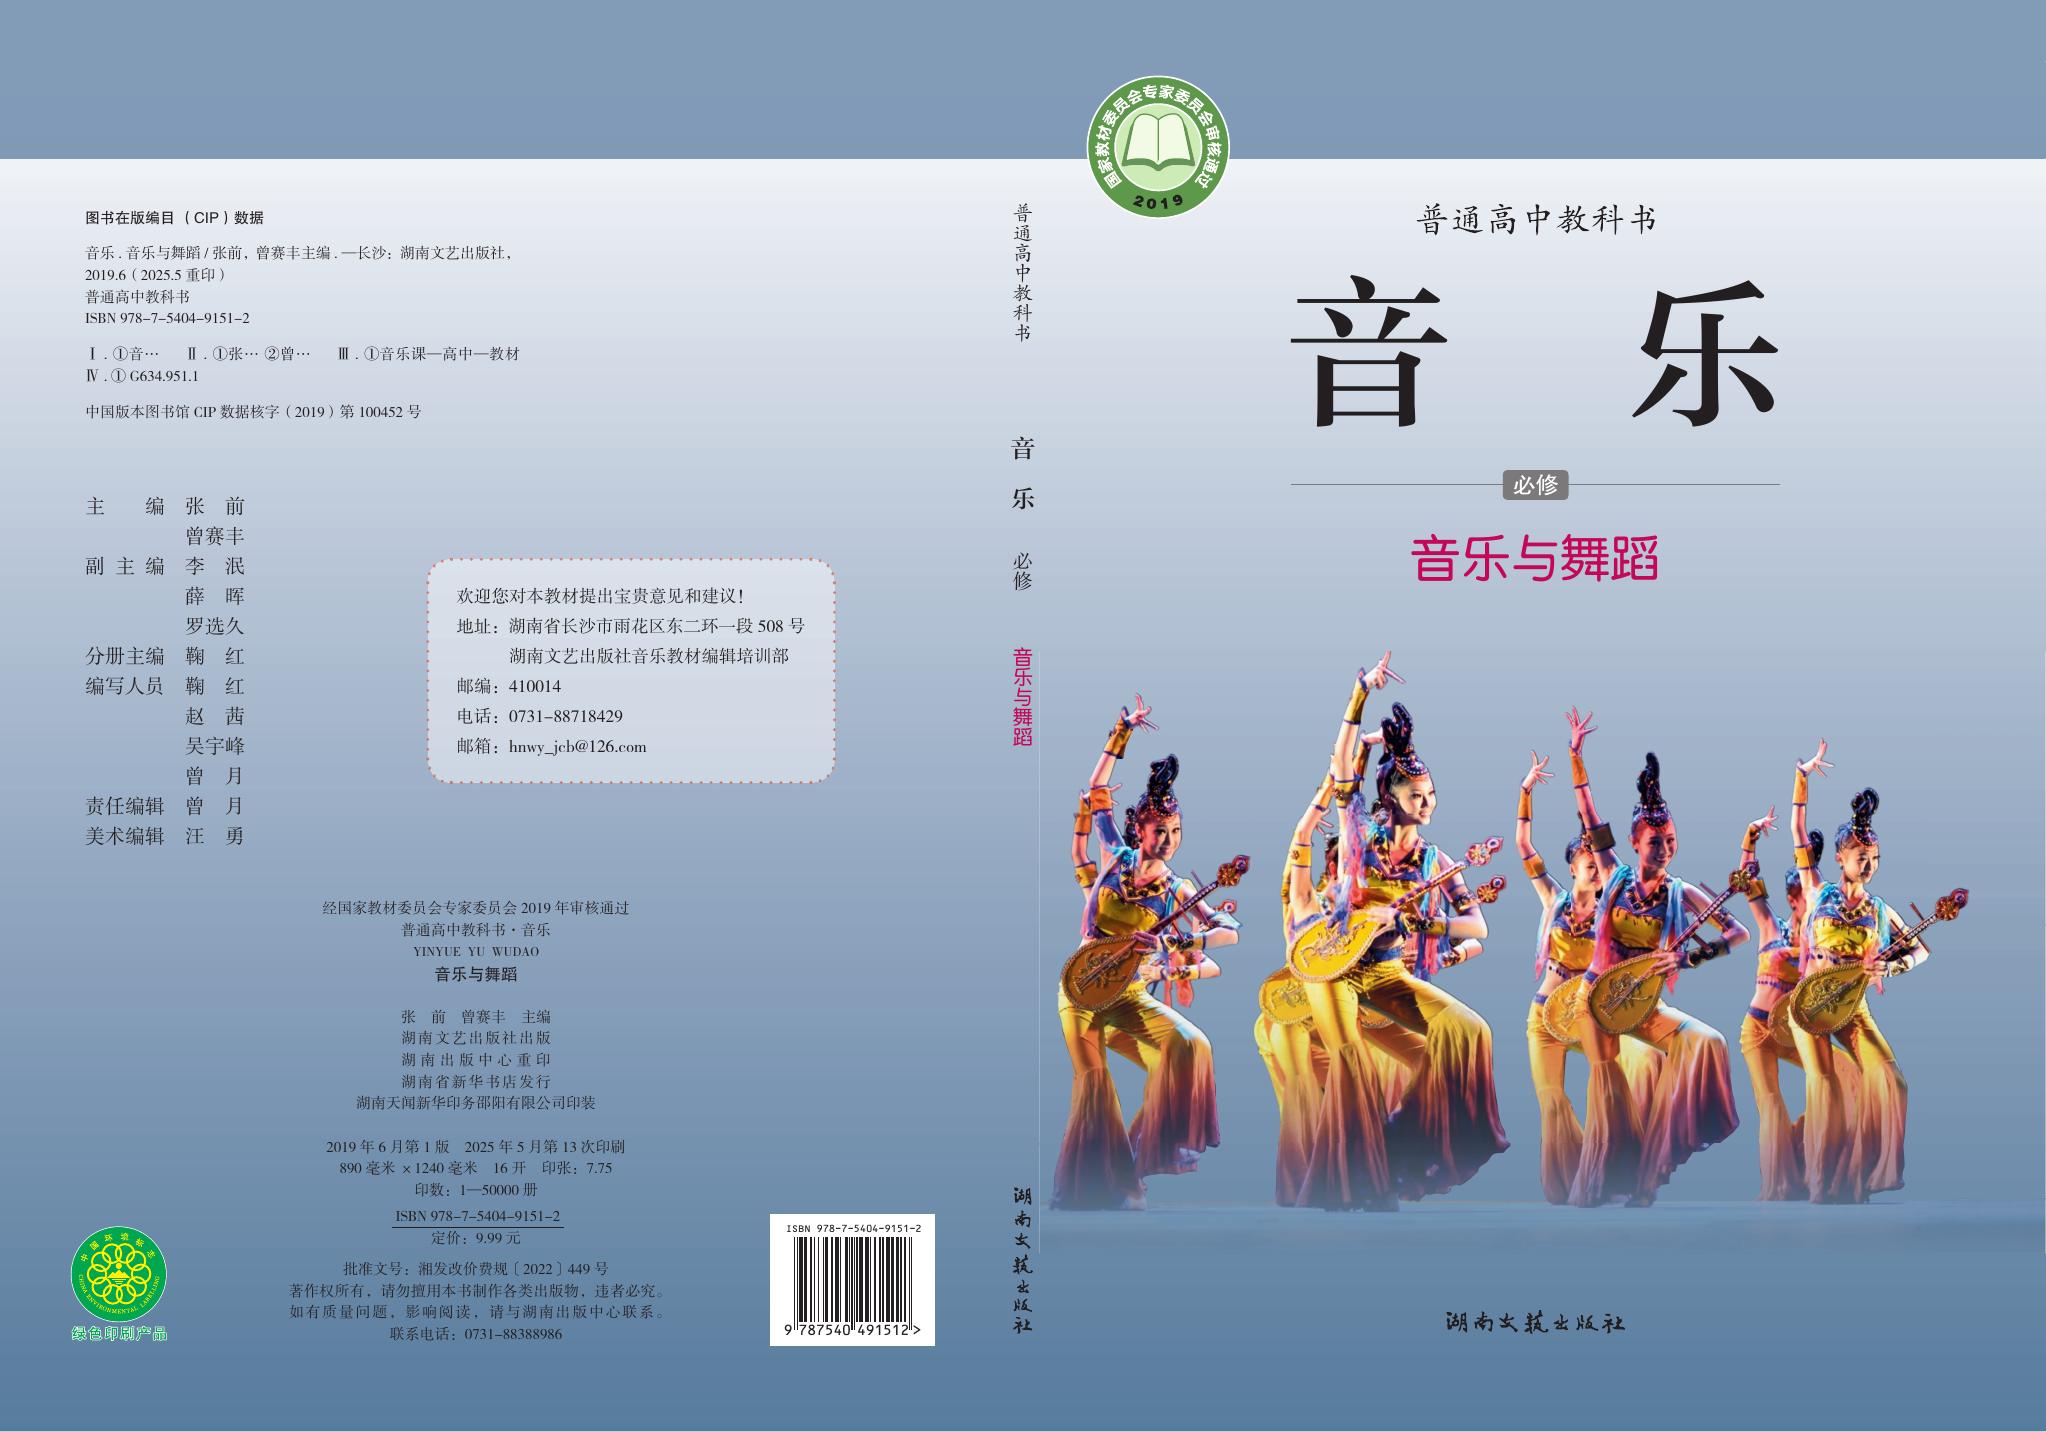 图书在版编目（CIP）数据
音乐 . 音乐与舞蹈 / 张前，曾赛丰主编 . —长沙：湖南文艺出版社，
2019.6（2025.5 重印）
普通高中教科书
ISBN 978-7-5404-9151-2
Ⅰ . ①音… Ⅱ . ①张… ②曾… Ⅲ . ①音乐课—高中—教材
Ⅳ . ① G634.951.1
中国版本图书馆 CIP 数据核字（2019）第 100452 号
主 编 张 前
曾赛丰
副 主 编 李 泯
薛 晖
罗选久
分册主编 鞠 红
编写人员 鞠 红
赵 茜
吴宇峰
曾 月
责任编辑 曾 月
美术编辑 汪 勇
欢迎您对本教材提出宝贵意见和建议！
地址：湖南省长沙市雨花区东二环一段 508 号
湖南文艺出版社音乐教材编辑培训部
邮编：410014
电话：0731-88718429
邮箱：hnwy_jcb@126.com
经国家教材委员会专家委员会 2019 年审核通过
普通高中教科书·音乐
YINYUE YU WUDAO
音乐与舞蹈
张 前 曾赛丰 主编
湖南文艺出版社出版
湖南出版中心重印
湖南省新华书店发行
湖南天闻新华印务邵阳有限公司印装
2019 年 6 月第 1 版 2025 年 5 月第 13 次印刷
890 毫米 ×1240 毫米 16 开 印张：7.75
印数：1—50000 册
ISBN 978-7-5404-9151-2
定价：9.99 元
批准文号：湘发改价费规〔2022〕449 号
著作权所有，请勿擅用本书制作各类出版物，违者必究。
如有质量问题，影响阅读，请与湖南出版中心联系。
联系电话：0731-88388986
中国环境标志
CHINA ENVIRONMENTAL LABELLING
绿色印刷产品
ISBN 978-7-5404-9151-2
9 787540 491512 >
普通高中教科书
音乐
必修
音乐与舞蹈
湖南文艺出版社
国家教材委员会专家委员会审核通过
2019
普通高中教科书
音 乐
必修
音乐与舞蹈
湖南文艺出版社